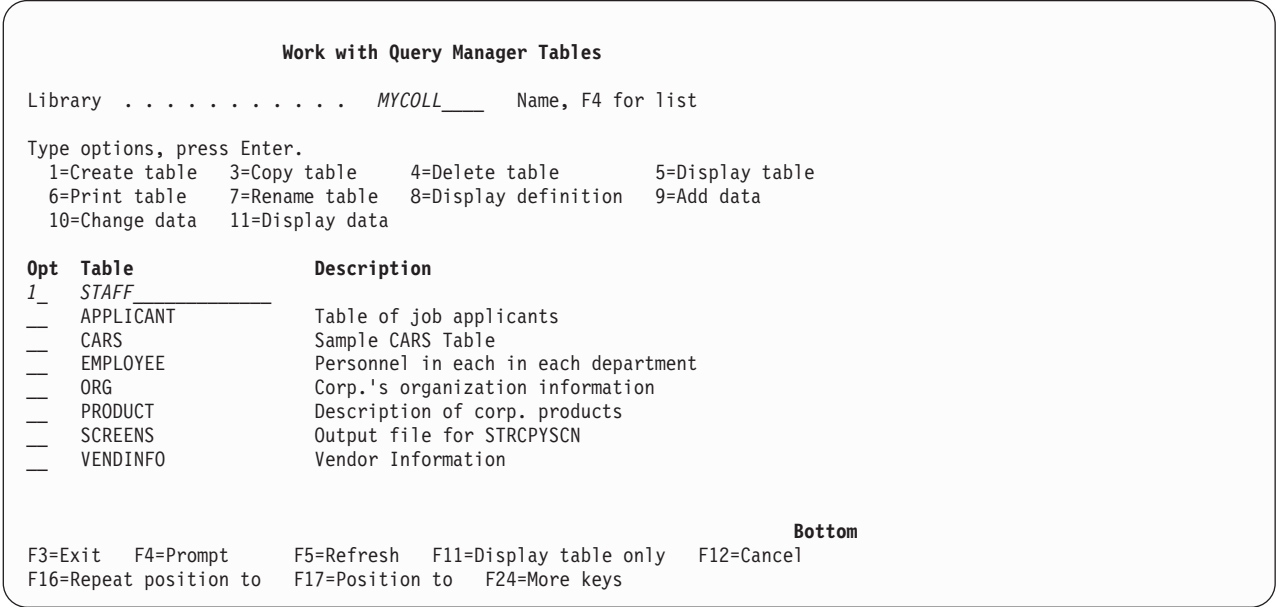 Work with Query Manager Tables
Library . . . . . . . . . . . MYCOLL____ Name, F4 for list
Type options, press Enter.
1=Create table 3=Copy table 4=Delete table 5=Display table
6=Print table 7=Rename table 8=Display definition 9=Add data
10=Change data 11=Display data
Opt Table Description
1_ STAFF_____________
__ APPLICANT Table of job applicants
__ CARS Sample CARS Table
__ EMPLOYEE Personnel in each in each department
__ ORG Corp.'s organization information
__ PRODUCT Description of corp. products
__ SCREENS Output file for STRCPYSCN
__ VENDINFO Vendor Information
Bottom
F3=Exit F4=Prompt F5=Refresh F11=Display table only F12=Cancel
F16=Repeat position to F17=Position to F24=More keys